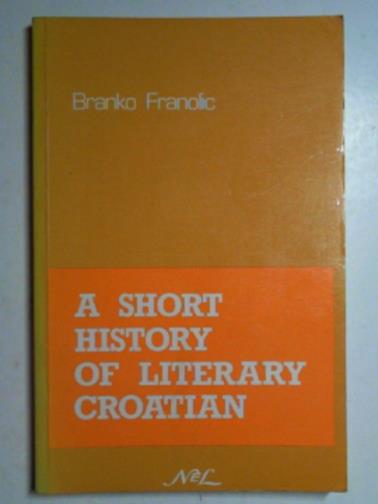 Branko Franolic
A SHORT
HISTORY
OF LITERARY
CROATIAN
NEL